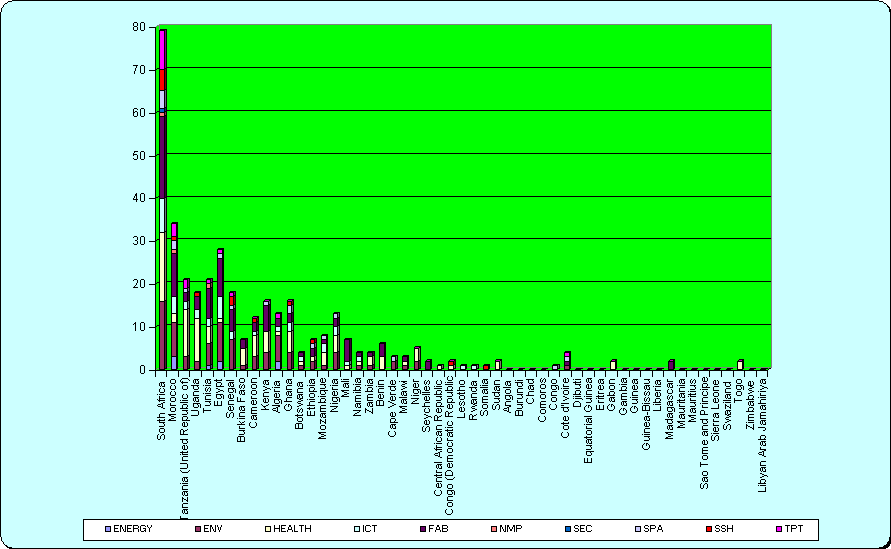 80
70
60
50
40
30
20
10
0
South Africa
Morocco
Tanzania (United Republic of)
Uganda
Tunisia
Egypt
Senegal
Burkina Faso
Cameroon
Kenya
Algeria
Ghana
Botswana
Ethiopia
Mozambique
Nigeria
Mali
Namibia
Zambia
Benin
Cape Verde
Malawi
Niger
Seychelles
Central African Republic
Congo (Democratic Republic
Lesotho
Rwanda
Somalia
Sudan
Angola
Burundi
Chad
Comoros
Congo
Cote d'Ivoire
Djibuti
Equatorial Guinea
Eritrea
Gabon
Gambia
Guinea
Guinea-Bissau
Liberia
Madagascar
Mauritania
Mauritius
Sao Tome and Principe
Sierra Leone
Swaziland
Togo
Zimbabwe
Libyan Arab Jamahiriya
ENERGY ENV HEALTH ICT FAB NMP SEC SPA SSH TPT